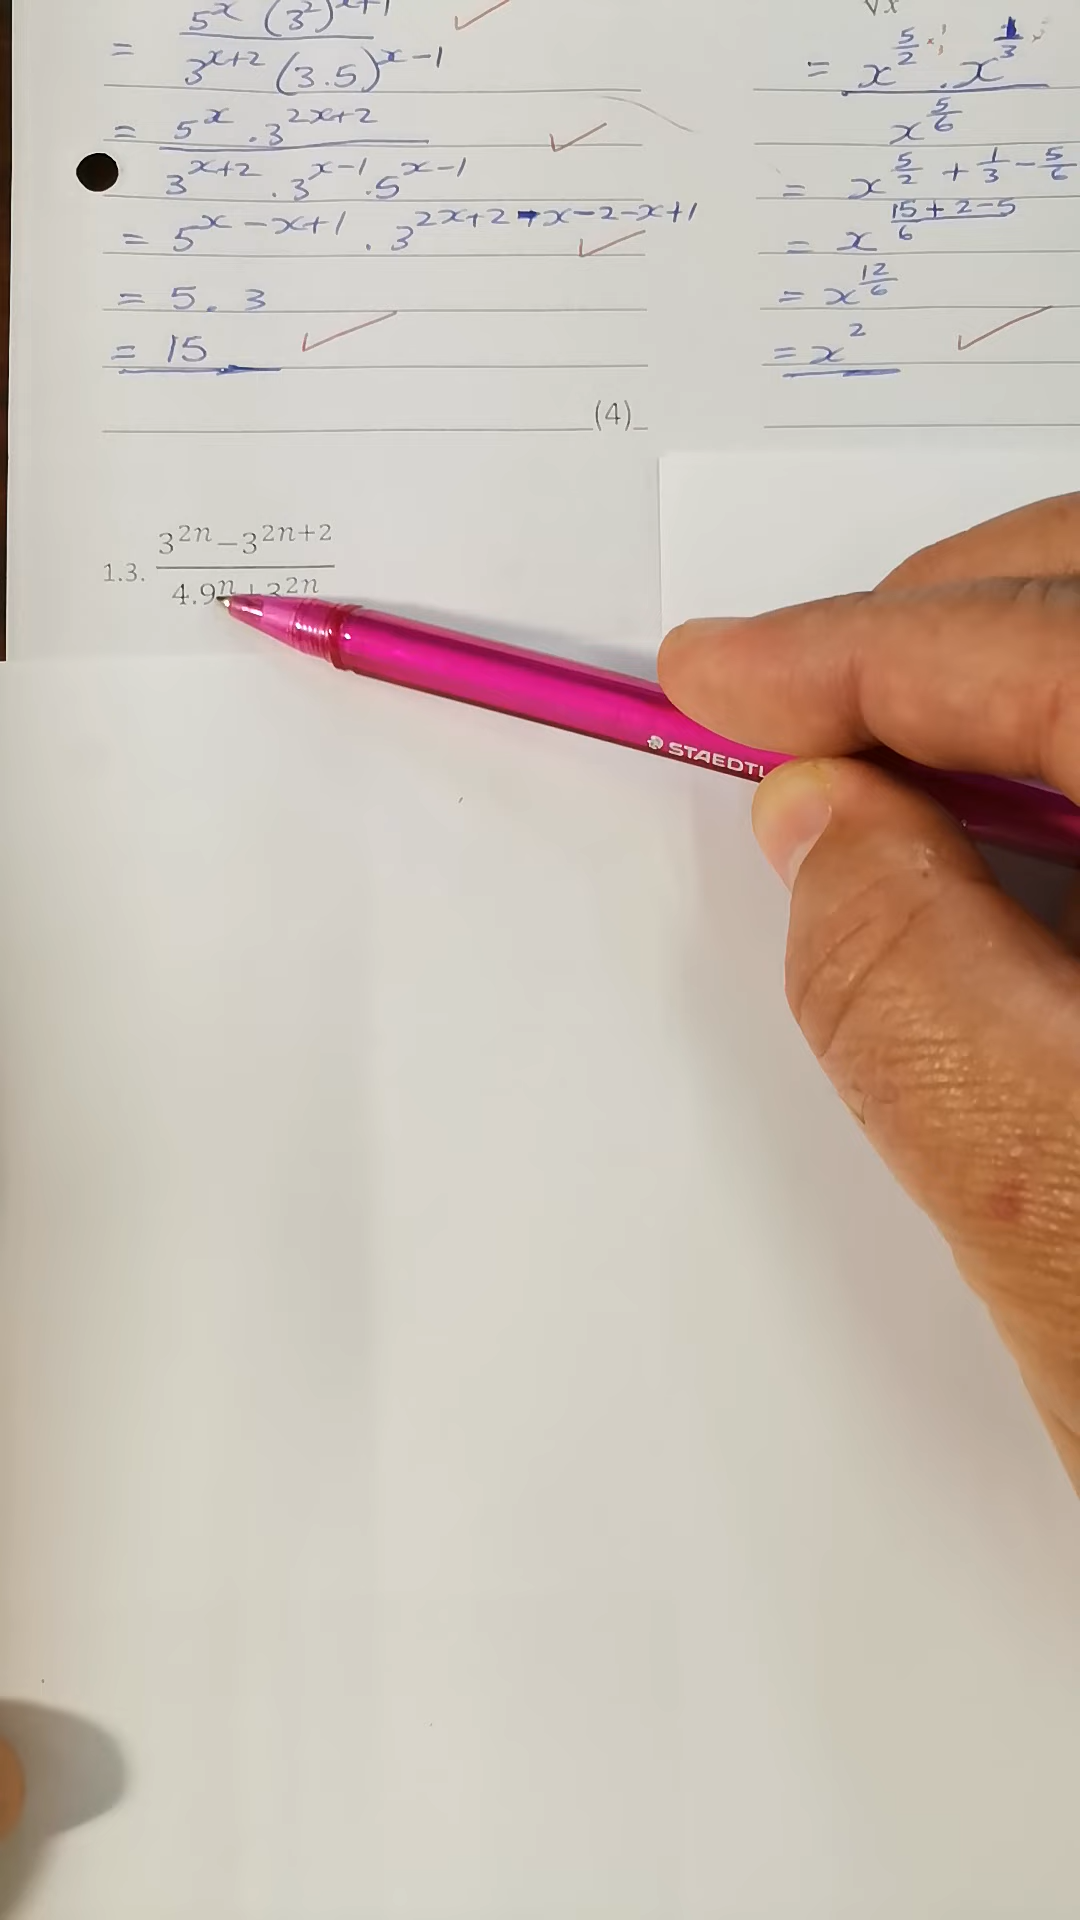 5^x (3^2)^{x+1}
= ―――――――
3^{x+2} (3.5)^{x-1}
= 5^x . 3^{2x+2}
―――――――
3^{x+2} . 3^{x-1} . 5^{x-1}
= 5^{x-x+1} . 3^{2x+2-x-2-x+1}
= 5 . 3
= 15
(4)
√x
= x^{5/2} . x^{1/3}
―――――――
x^{5/6}
= x^{5/2 + 1/3 - 5/6}
= x^{(15+2-5)/6}
= x^{12/6}
= x^2
1.3. 3^{2n} – 3^{2n+2}
―――――――
4.9^n + 3^{2n}
STAEDTL